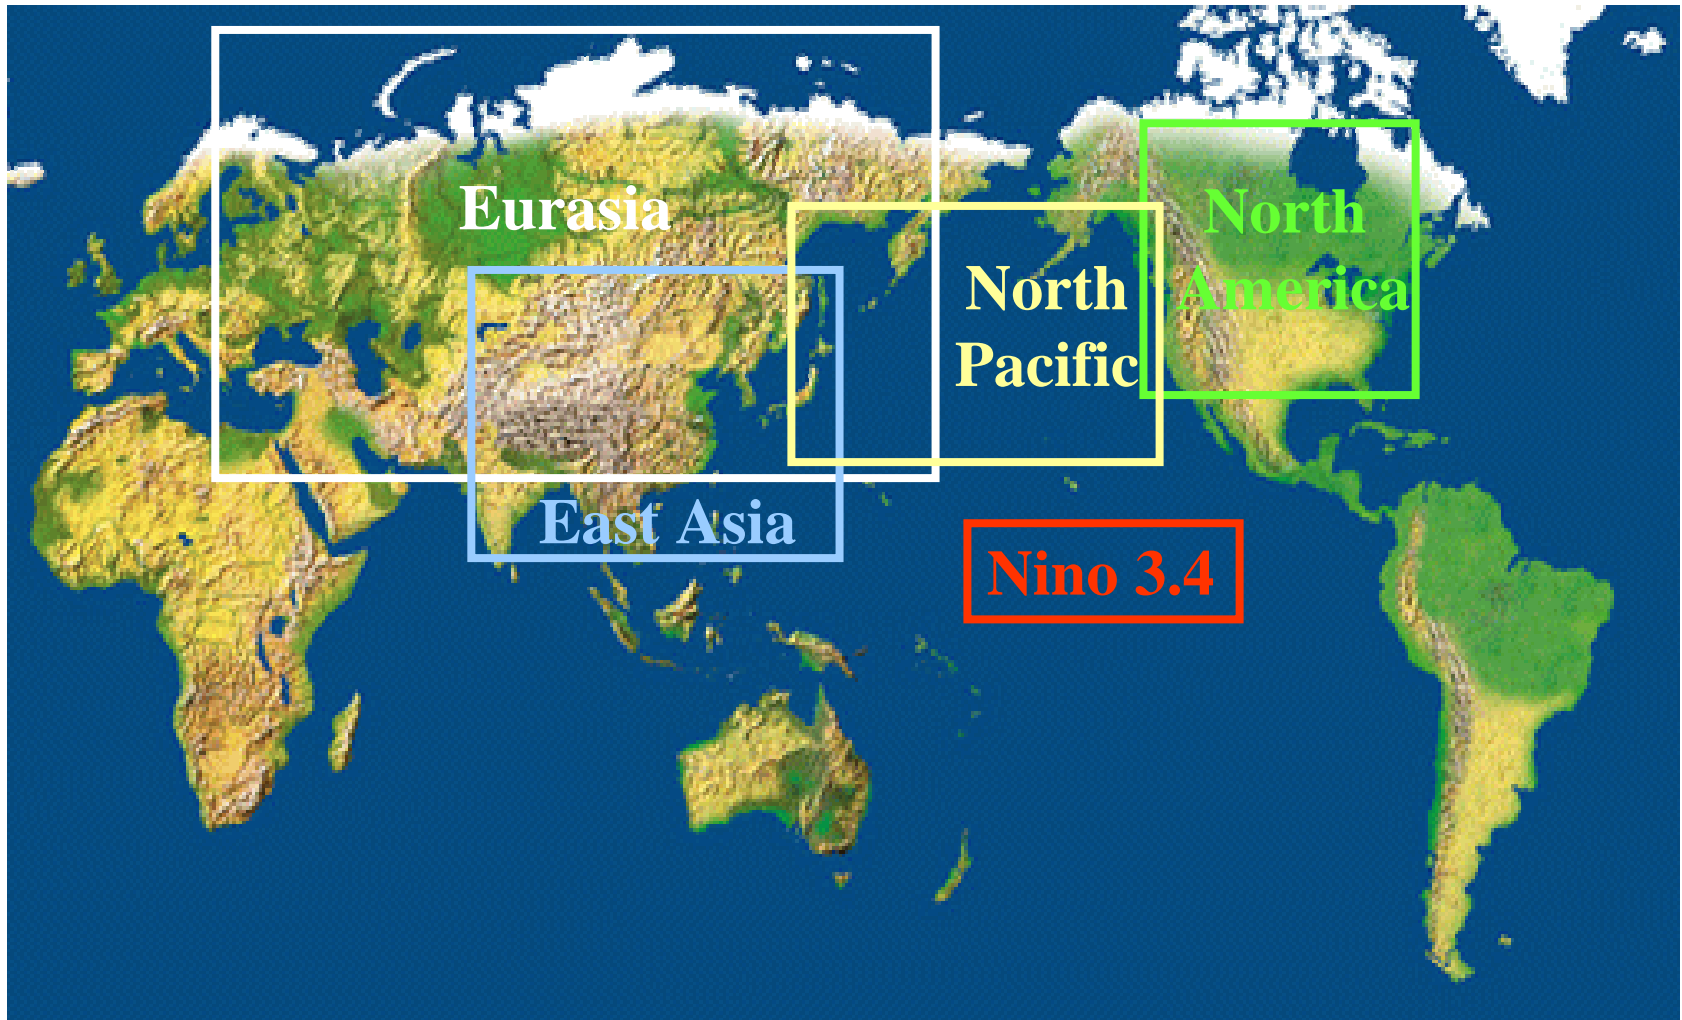 Eurasia
North
America
North
Pacific
East Asia
Nino 3.4